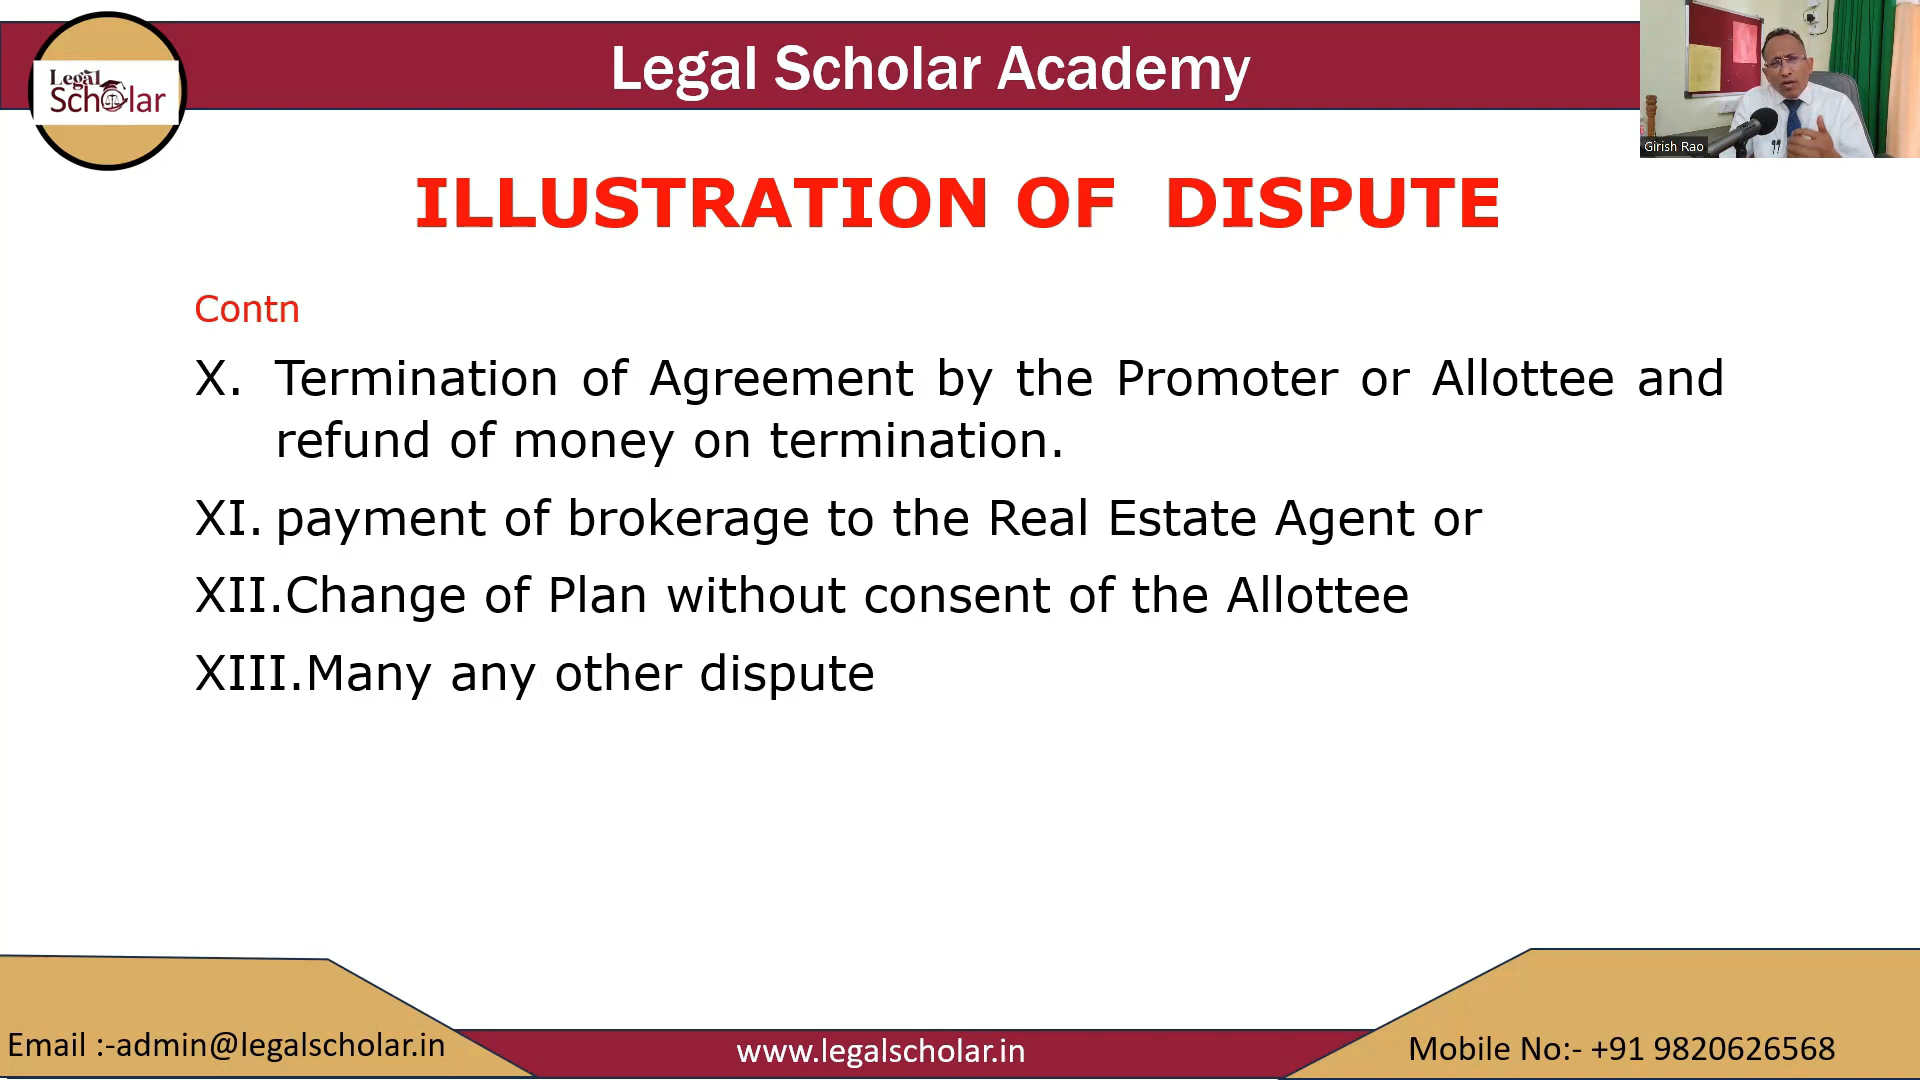 Legal Scholar Academy
Legal
Scholar
Girish Rao
ILLUSTRATION OF DISPUTE
Contn
X. Termination of Agreement by the Promoter or Allottee and
refund of money on termination.
XI. payment of brokerage to the Real Estate Agent or
XII.Change of Plan without consent of the Allottee
XIII.Many any other dispute
Email :-admin@legalscholar.in
www.legalscholar.in
Mobile No:- +91 9820626568